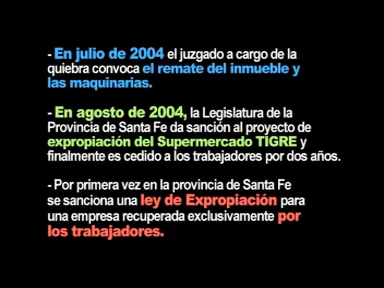 - En julio de 2004 el juzgado a cargo de la
quiebra convoca el remate del inmueble y
las maquinarias.
- En agosto de 2004, la Legislatura de la
Provincia de Santa Fe da sanción al proyecto de
expropiación del Supermercado TIGRE y
finalmente es cedido a los trabajadores por dos años.
- Por primera vez en la provincia de Santa Fe
se sanciona una ley de Expropiación para
una empresa recuperada exclusivamente por
los trabajadores.